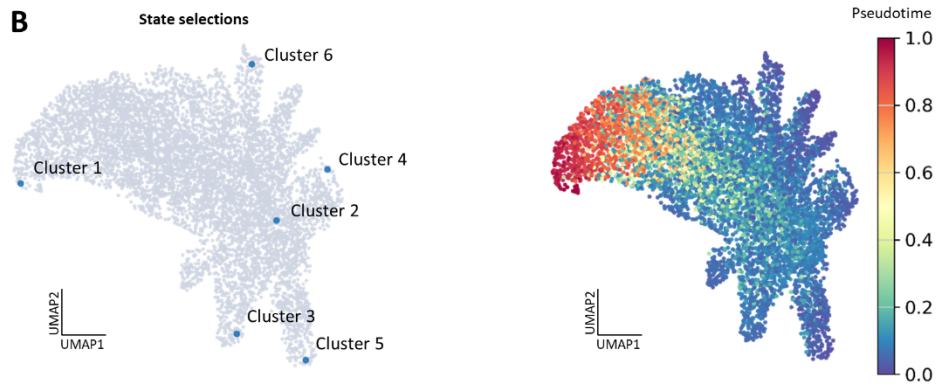 B
State selections
Cluster 6
Cluster 1
Cluster 4
Cluster 2
Cluster 3
Cluster 5
UMAP2
UMAP1
Pseudotime
1.0
0.8
0.6
0.4
0.2
0.0
UMAP2
UMAP1